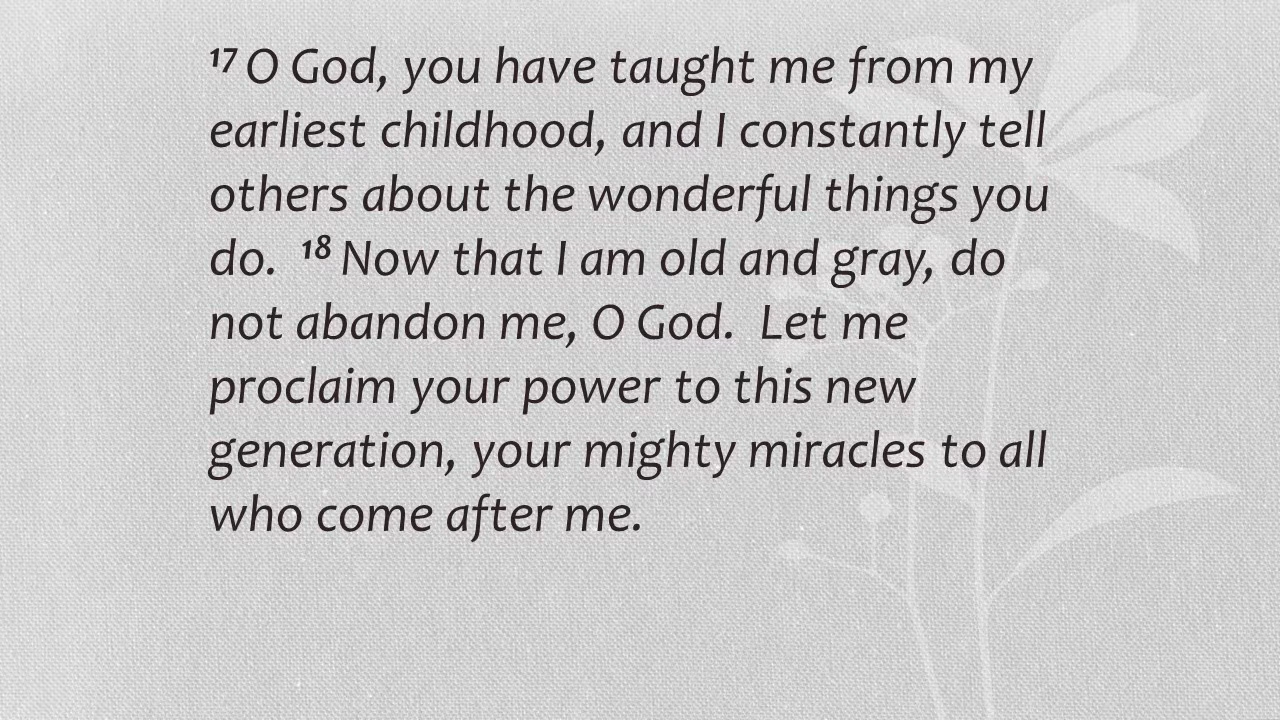 17 O God, you have taught me from my
earliest childhood, and I constantly tell
others about the wonderful things you
do.  18 Now that I am old and gray, do
not abandon me, O God.  Let me
proclaim your power to this new
generation, your mighty miracles to all
who come after me.